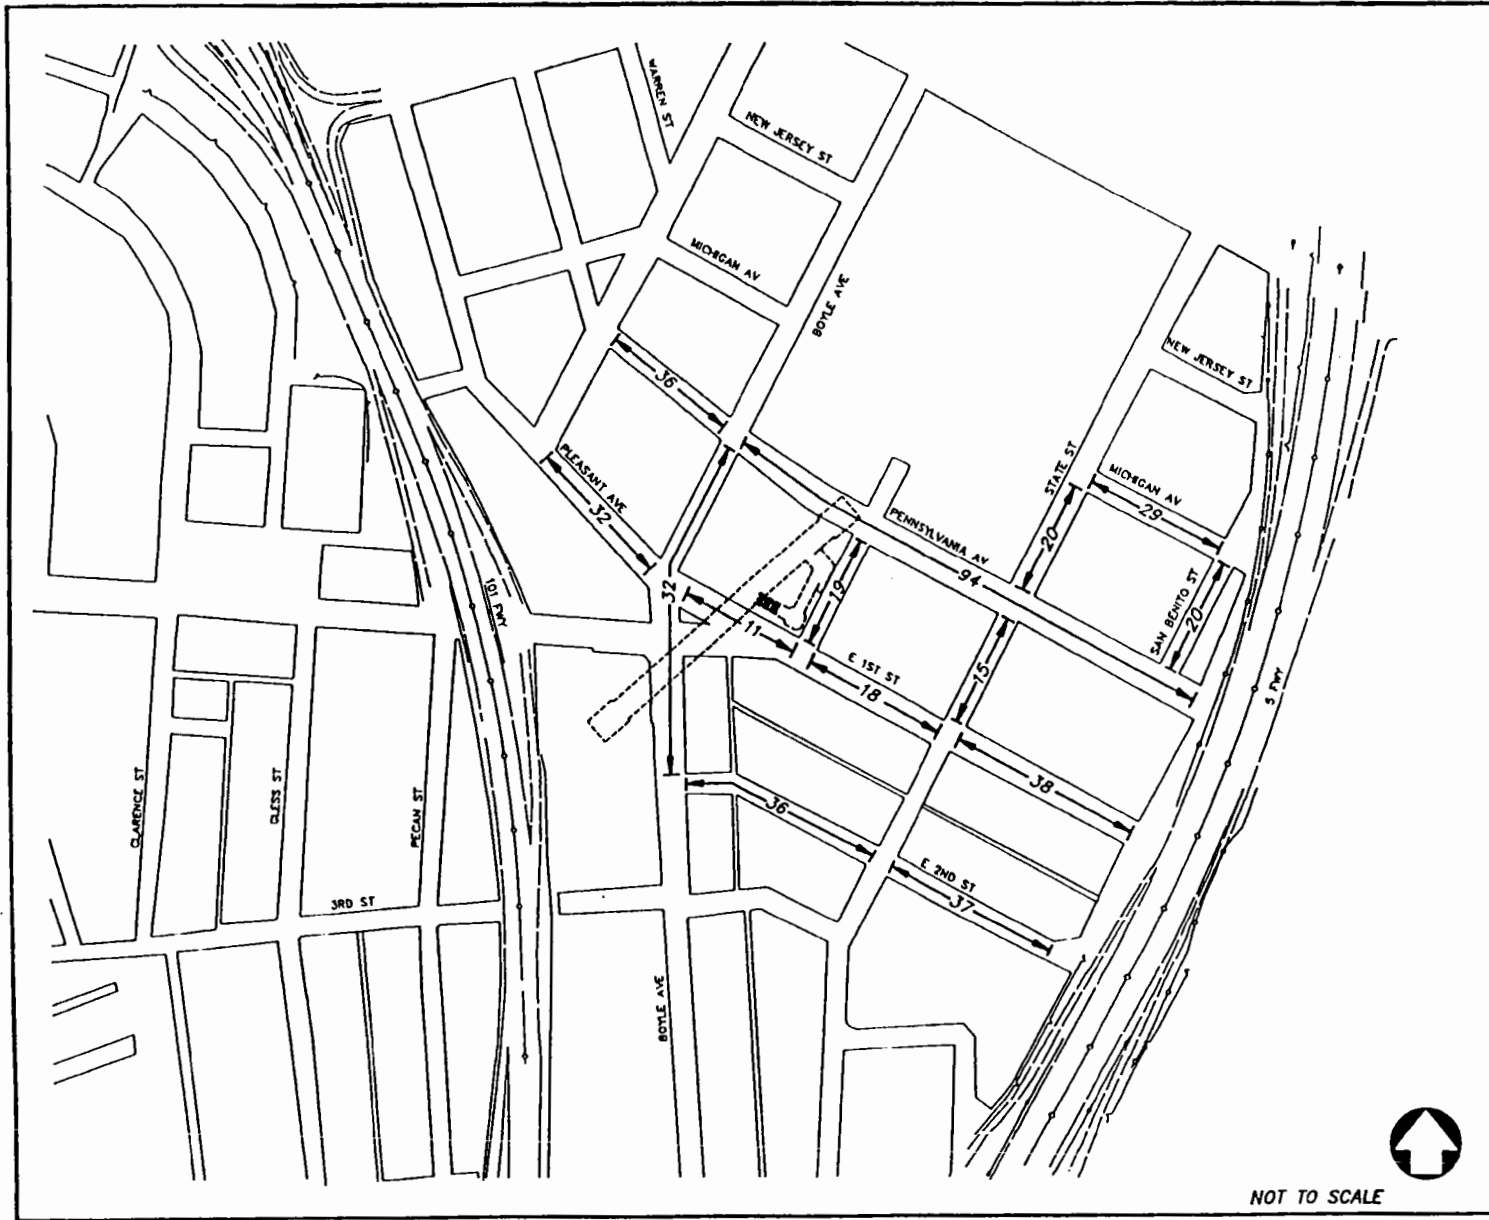 WARREN ST
NEW JERSEY ST
MICHIGAN AV
BOYLE AVE
NEW JERSEY ST
36
PLEASANT AVE
32
STATE ST
MICHIGAN AV
29
PENNSYLVANIA AV
20
94
101 FWY
32
19
SAN BENITO ST
20
11
E 1ST ST
18
15
5 FWY
CLARENCE ST
GLESS ST
PECAN ST
36
38
E 2ND ST
37
3RD ST
BOYLE AVE
NOT TO SCALE